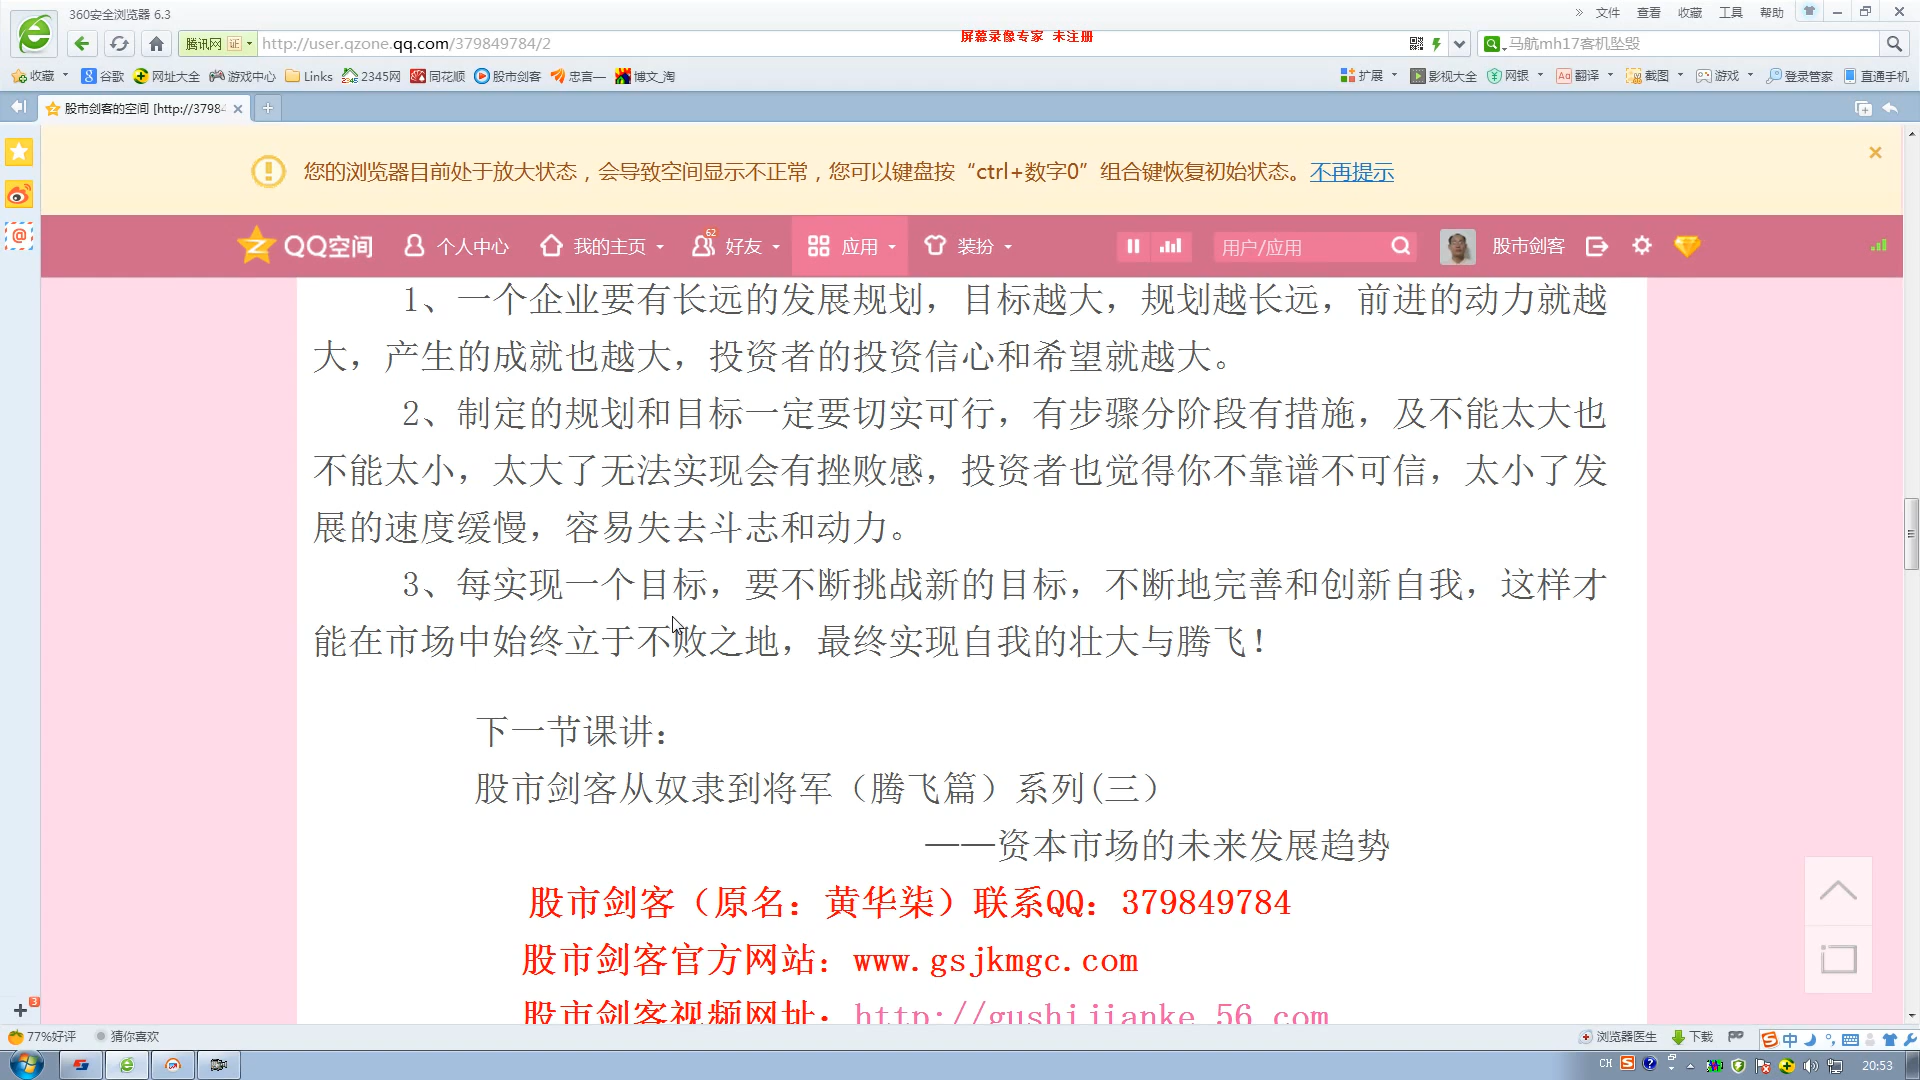 360安全浏览器 6.3
» 文件 查看 收藏 工具 帮助
腾讯网 证 http://user.qzone.qq.com/379849784/2
屏幕录像专家 未注册
马航mh17客机坠毁
收藏 谷歌 网址大全 游戏中心 Links 2345网 同花顺 股市剑客 忠言一 博文_淘
扩展 影视大全 网银 翻译 截图 游戏 登录管家 直通手机
股市剑客的空间 [http://3798
您的浏览器目前处于放大状态，会导致空间显示不正常，您可以键盘按“ctrl+数字0”组合键恢复初始状态。不再提示
QQ空间 个人中心 我的主页 62 好友 应用 装扮 用户/应用 股市剑客
1、一个企业要有长远的发展规划，目标越大，规划越长远，前进的动力就越
大，产生的成就也越大，投资者的投资信心和希望就越大。
2、制定的规划和目标一定要切实可行，有步骤分阶段有措施，及不能太大也
不能太小，太大了无法实现会有挫败感，投资者也觉得你不靠谱不可信，太小了发
展的速度缓慢，容易失去斗志和动力。
3、每实现一个目标，要不断挑战新的目标，不断地完善和创新自我，这样才
能在市场中始终立于不败之地，最终实现自我的壮大与腾飞！
下一节课讲：
股市剑客从奴隶到将军（腾飞篇）系列(三）
——资本市场的未来发展趋势
股市剑客（原名：黄华柒）联系QQ：379849784
股市剑客官方网站：www.gsjkmgc.com
股市剑客视频网址：http://gushijianke.56.com
3
77%好评 猜你喜欢
浏览器医生 下载 中
CH 20:53